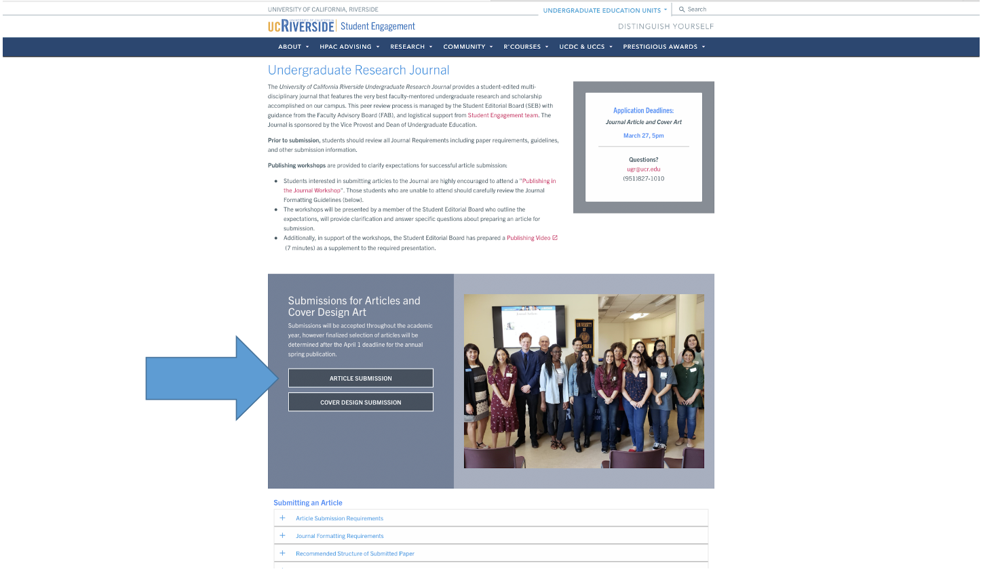 UNIVERSITY OF CALIFORNIA, RIVERSIDE
UNDERGRADUATE EDUCATION UNITS
Search
UNIVERSITY OF CALIFORNIA
UCRIVERSIDE Student Engagement
DISTINGUISH YOURSELF
ABOUT HPAC ADVISING RESEARCH COMMUNITY R'COURSES UCDC & UCCS PRESTIGIOUS AWARDS
Undergraduate Research Journal
The University of California Riverside Undergraduate Research Journal provides a student-edited multi-
disciplinary journal that features the very best faculty-mentored undergraduate research and scholarship
accomplished on our campus. This peer review process is managed by the Student Editorial Board (SEB) with
guidance from the Faculty Advisory Board (FAB), and logistical support from Student Engagement team. The
Journal is sponsored by the Vice Provost and Dean of Undergraduate Education.
Prior to submission, students should review all Journal Requirements including paper requirements, guidelines,
and other submission information.
Publishing workshops are provided to clarify expectations for successful article submission:
• Students interested in submitting articles to the Journal are highly encouraged to attend a "Publishing in
the Journal Workshop". Those students who are unable to attend should carefully review the Journal
Formatting Guidelines (below).
• The workshops will be presented by a member of the Student Editorial Board who outline the
expectations, will provide clarification and answer specific questions about preparing an article for
submission.
• Additionally, in support of the workshops, the Student Editorial Board has prepared a Publishing Video
(7 minutes) as a supplement to the required presentation.
Application Deadlines:
Journal Article and Cover Art
March 27, 5pm
Questions?
ugr@ucr.edu
(951)827-1010
Submissions for Articles and
Cover Design Art
Submissions will be accepted throughout the academic
year, however finalized selection of articles will be
determined after the April 1 deadline for the annual
spring publication.
ARTICLE SUBMISSION
COVER DESIGN SUBMISSION
UNIVERSITY
OF
Submitting an Article
+ Article Submission Requirements
+ Journal Formatting Requirements
+ Recommended Structure of Submitted Paper